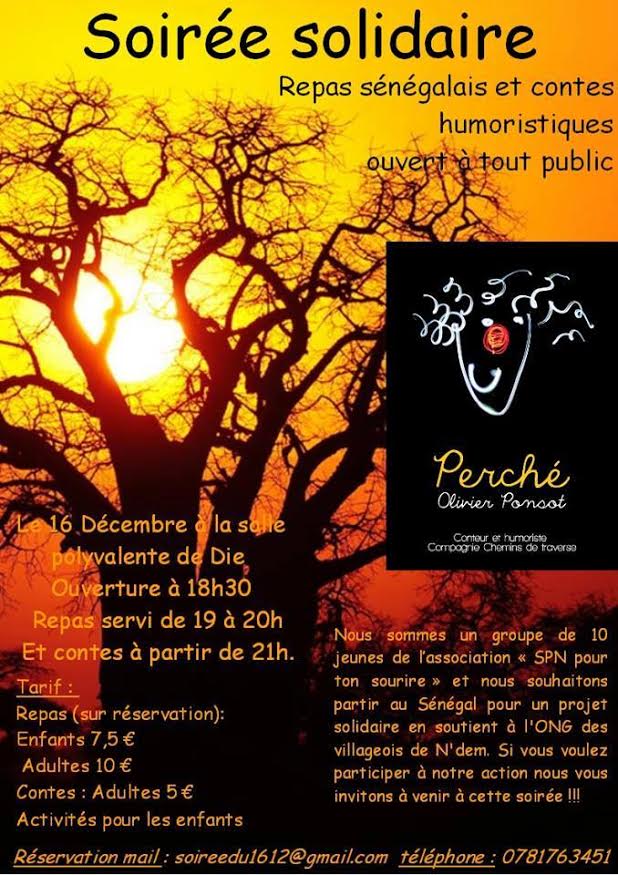 Soirée solidaire
Repas sénégalais et contes
humoristiques
ouvert à tout public
Perché
Olivier Ponsot
Conteur et humoriste
Compagnie Chemins de traverse
Le 16 Décembre à la salle
polyvalente de Die
Ouverture à 18h30
Repas servi de 19 à 20h
Et contes à partir de 21h.
Tarif :
Repas (sur réservation):
Enfants 7,5 €
Adultes 10 €
Contes : Adultes 5 €
Activités pour les enfants
Nous sommes un groupe de 10
jeunes de l'association « SPN pour
ton sourire » et nous souhaitons
partir au Sénégal pour un projet
solidaire en soutient à l'ONG des
villageois de N'dem. Si vous voulez
participer à notre action nous vous
invitons à venir à cette soirée !!!
Réservation mail : soireedu1612@gmail.com téléphone : 0781763451